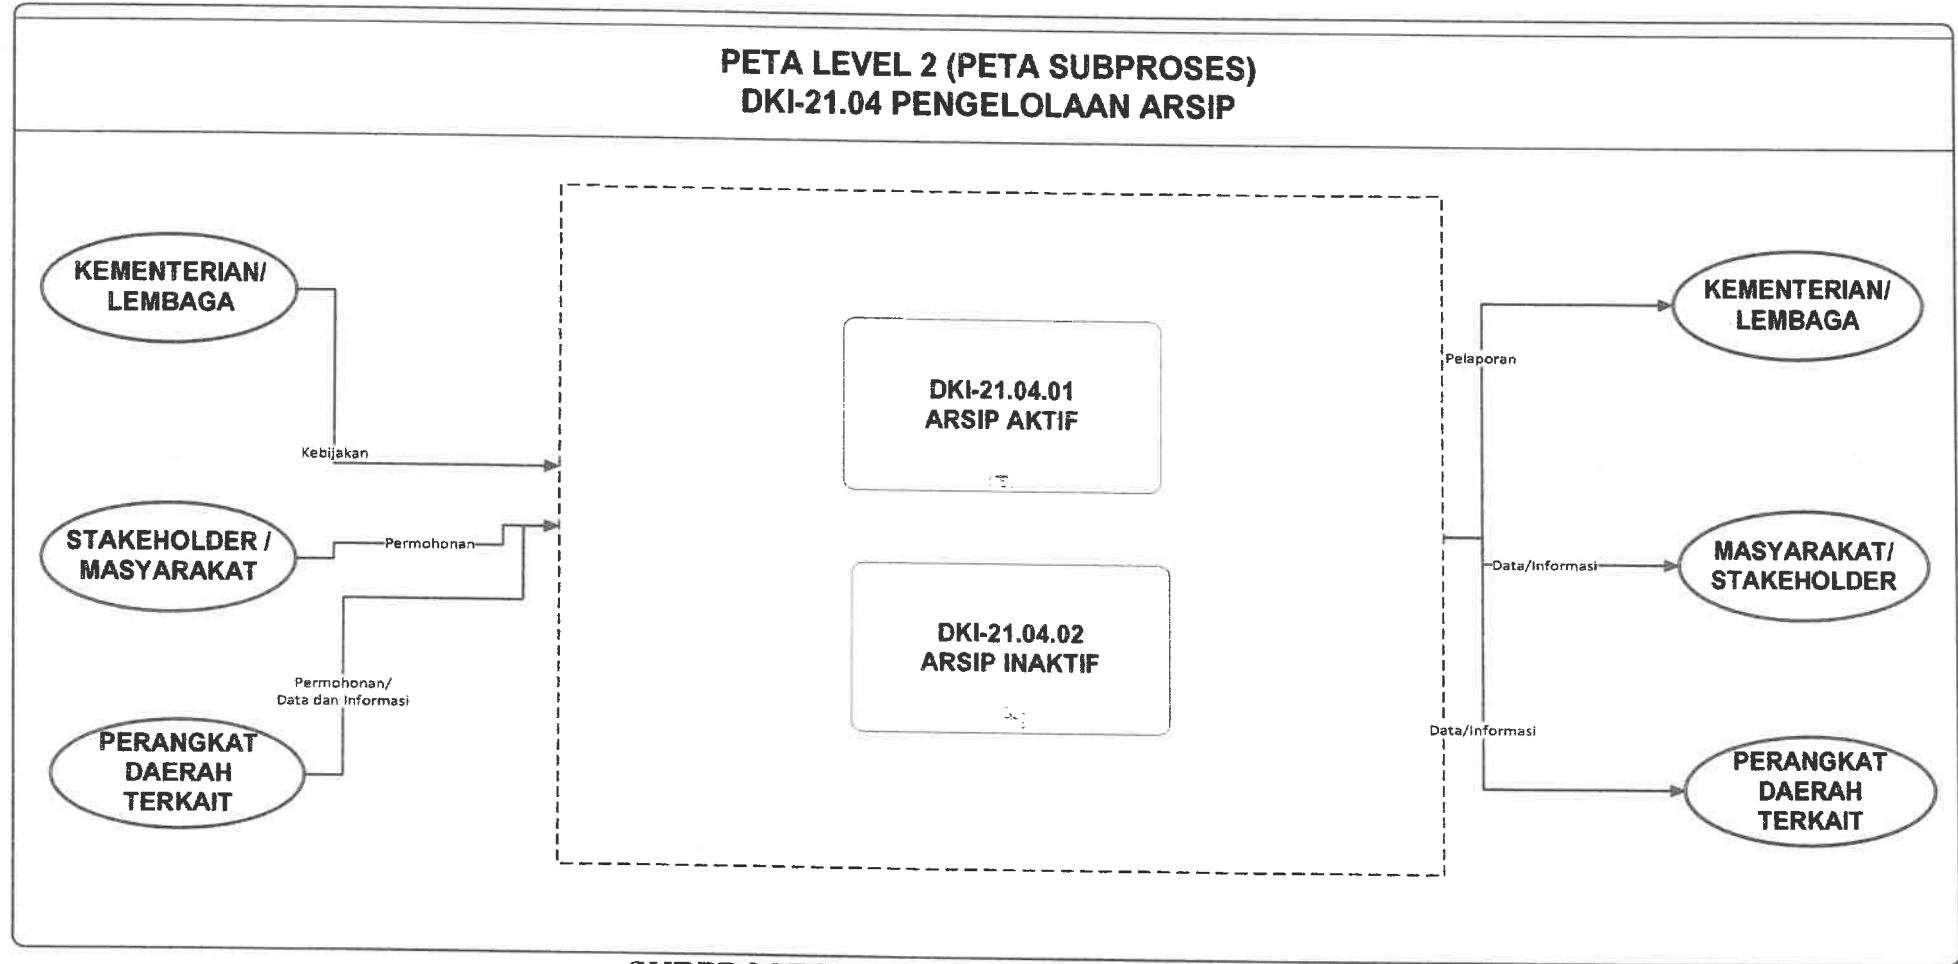 PETA LEVEL 2 (PETA SUBPROSES)
DKI-21.04 PENGELOLAAN ARSIP
KEMENTERIAN/
LEMBAGA
Kebijakan
STAKEHOLDER /
MASYARAKAT
Permohonan
Permohonan/
Data dan Informasi
PERANGKAT
DAERAH
TERKAIT
DKI-21.04.01
ARSIP AKTIF
DKI-21.04.02
ARSIP INAKTIF
Pelaporan
KEMENTERIAN/
LEMBAGA
Data/Informasi
MASYARAKAT/
STAKEHOLDER
Data/Informasi
PERANGKAT
DAERAH
TERKAIT